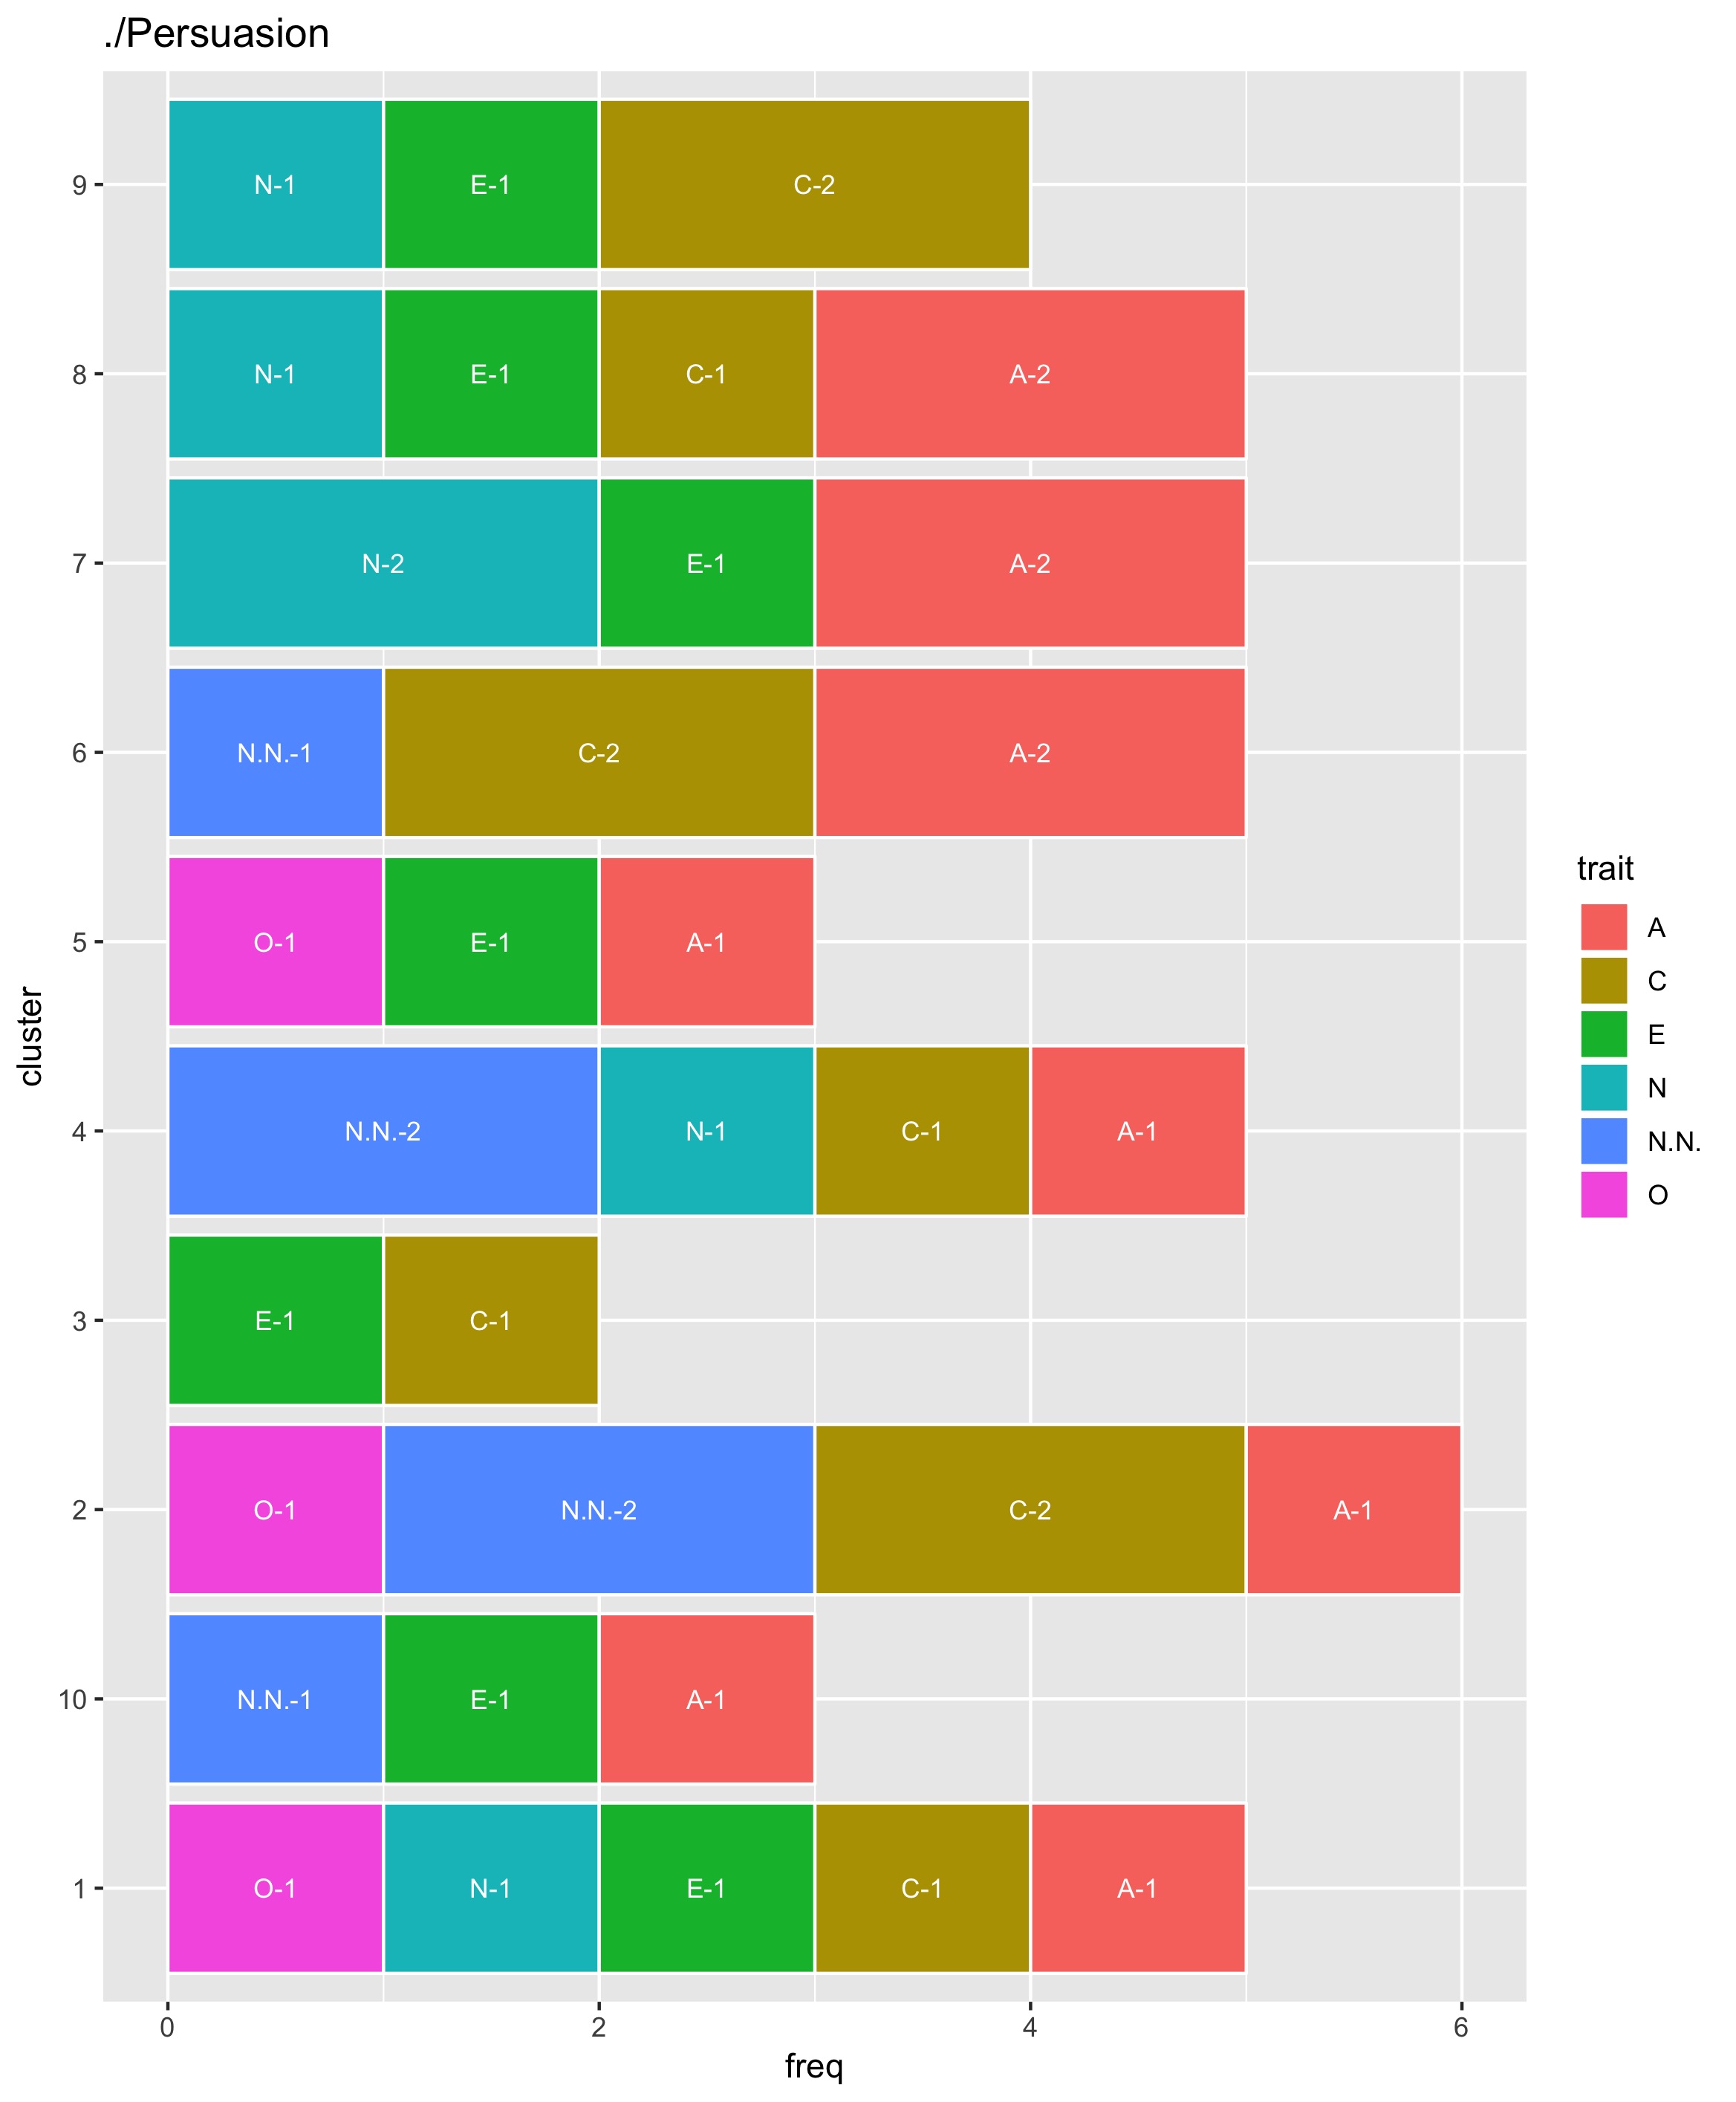 ./Persuasion
9
N-1 E-1 C-2
8
N-1 E-1 C-1 A-2
7
N-2 E-1 A-2
6
N.N.-1 C-2 A-2
5
O-1 E-1 A-1
4
N.N.-2 N-1 C-1 A-1
3
E-1 C-1
2
O-1 N.N.-2 C-2 A-1
10
N.N.-1 E-1 A-1
1
O-1 N-1 E-1 C-1 A-1
cluster
0 2 4 6
freq
trait
A
C
E
N
N.N.
O